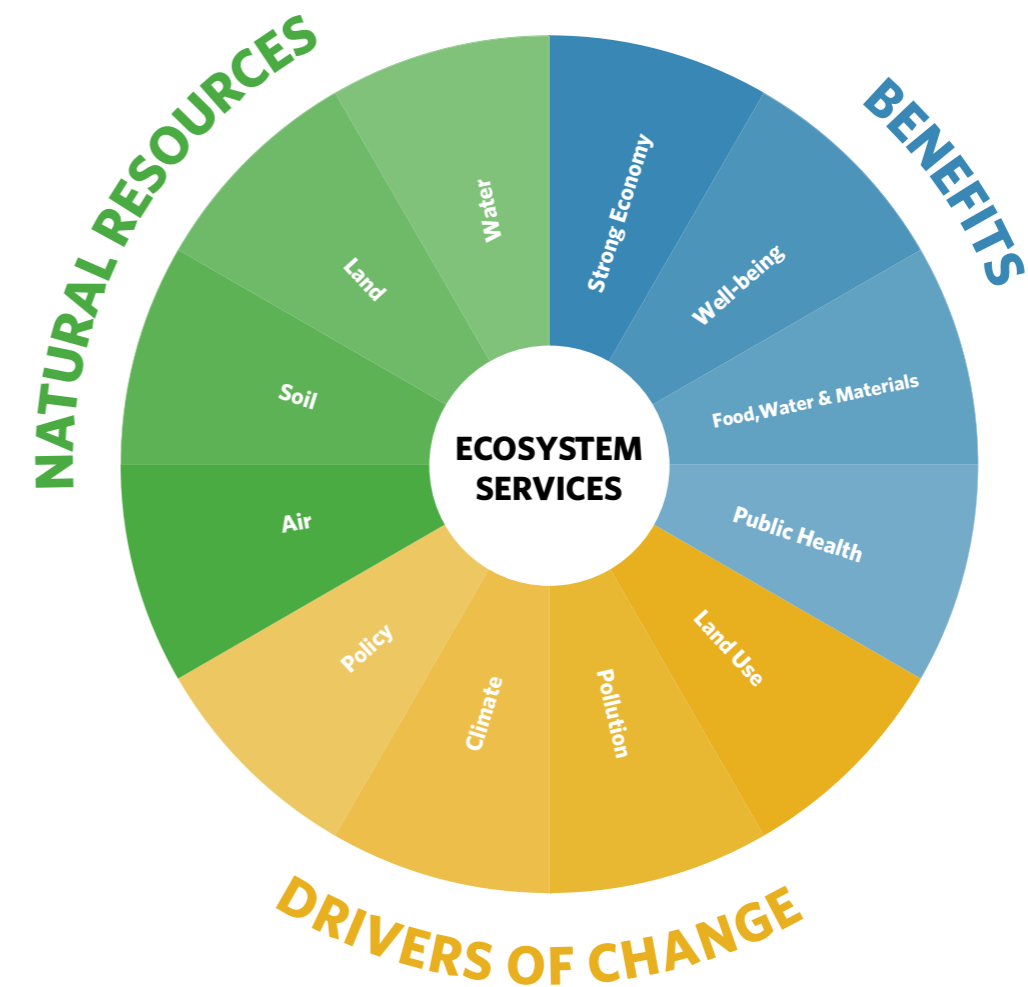 NATURAL RESOURCES
BENEFITS
DRIVERS OF CHANGE
ECOSYSTEM
SERVICES
Strong Economy
Well-being
Food,Water & Materials
Public Health
Land Use
Pollution
Climate
Policy
Air
Soil
Land
Water